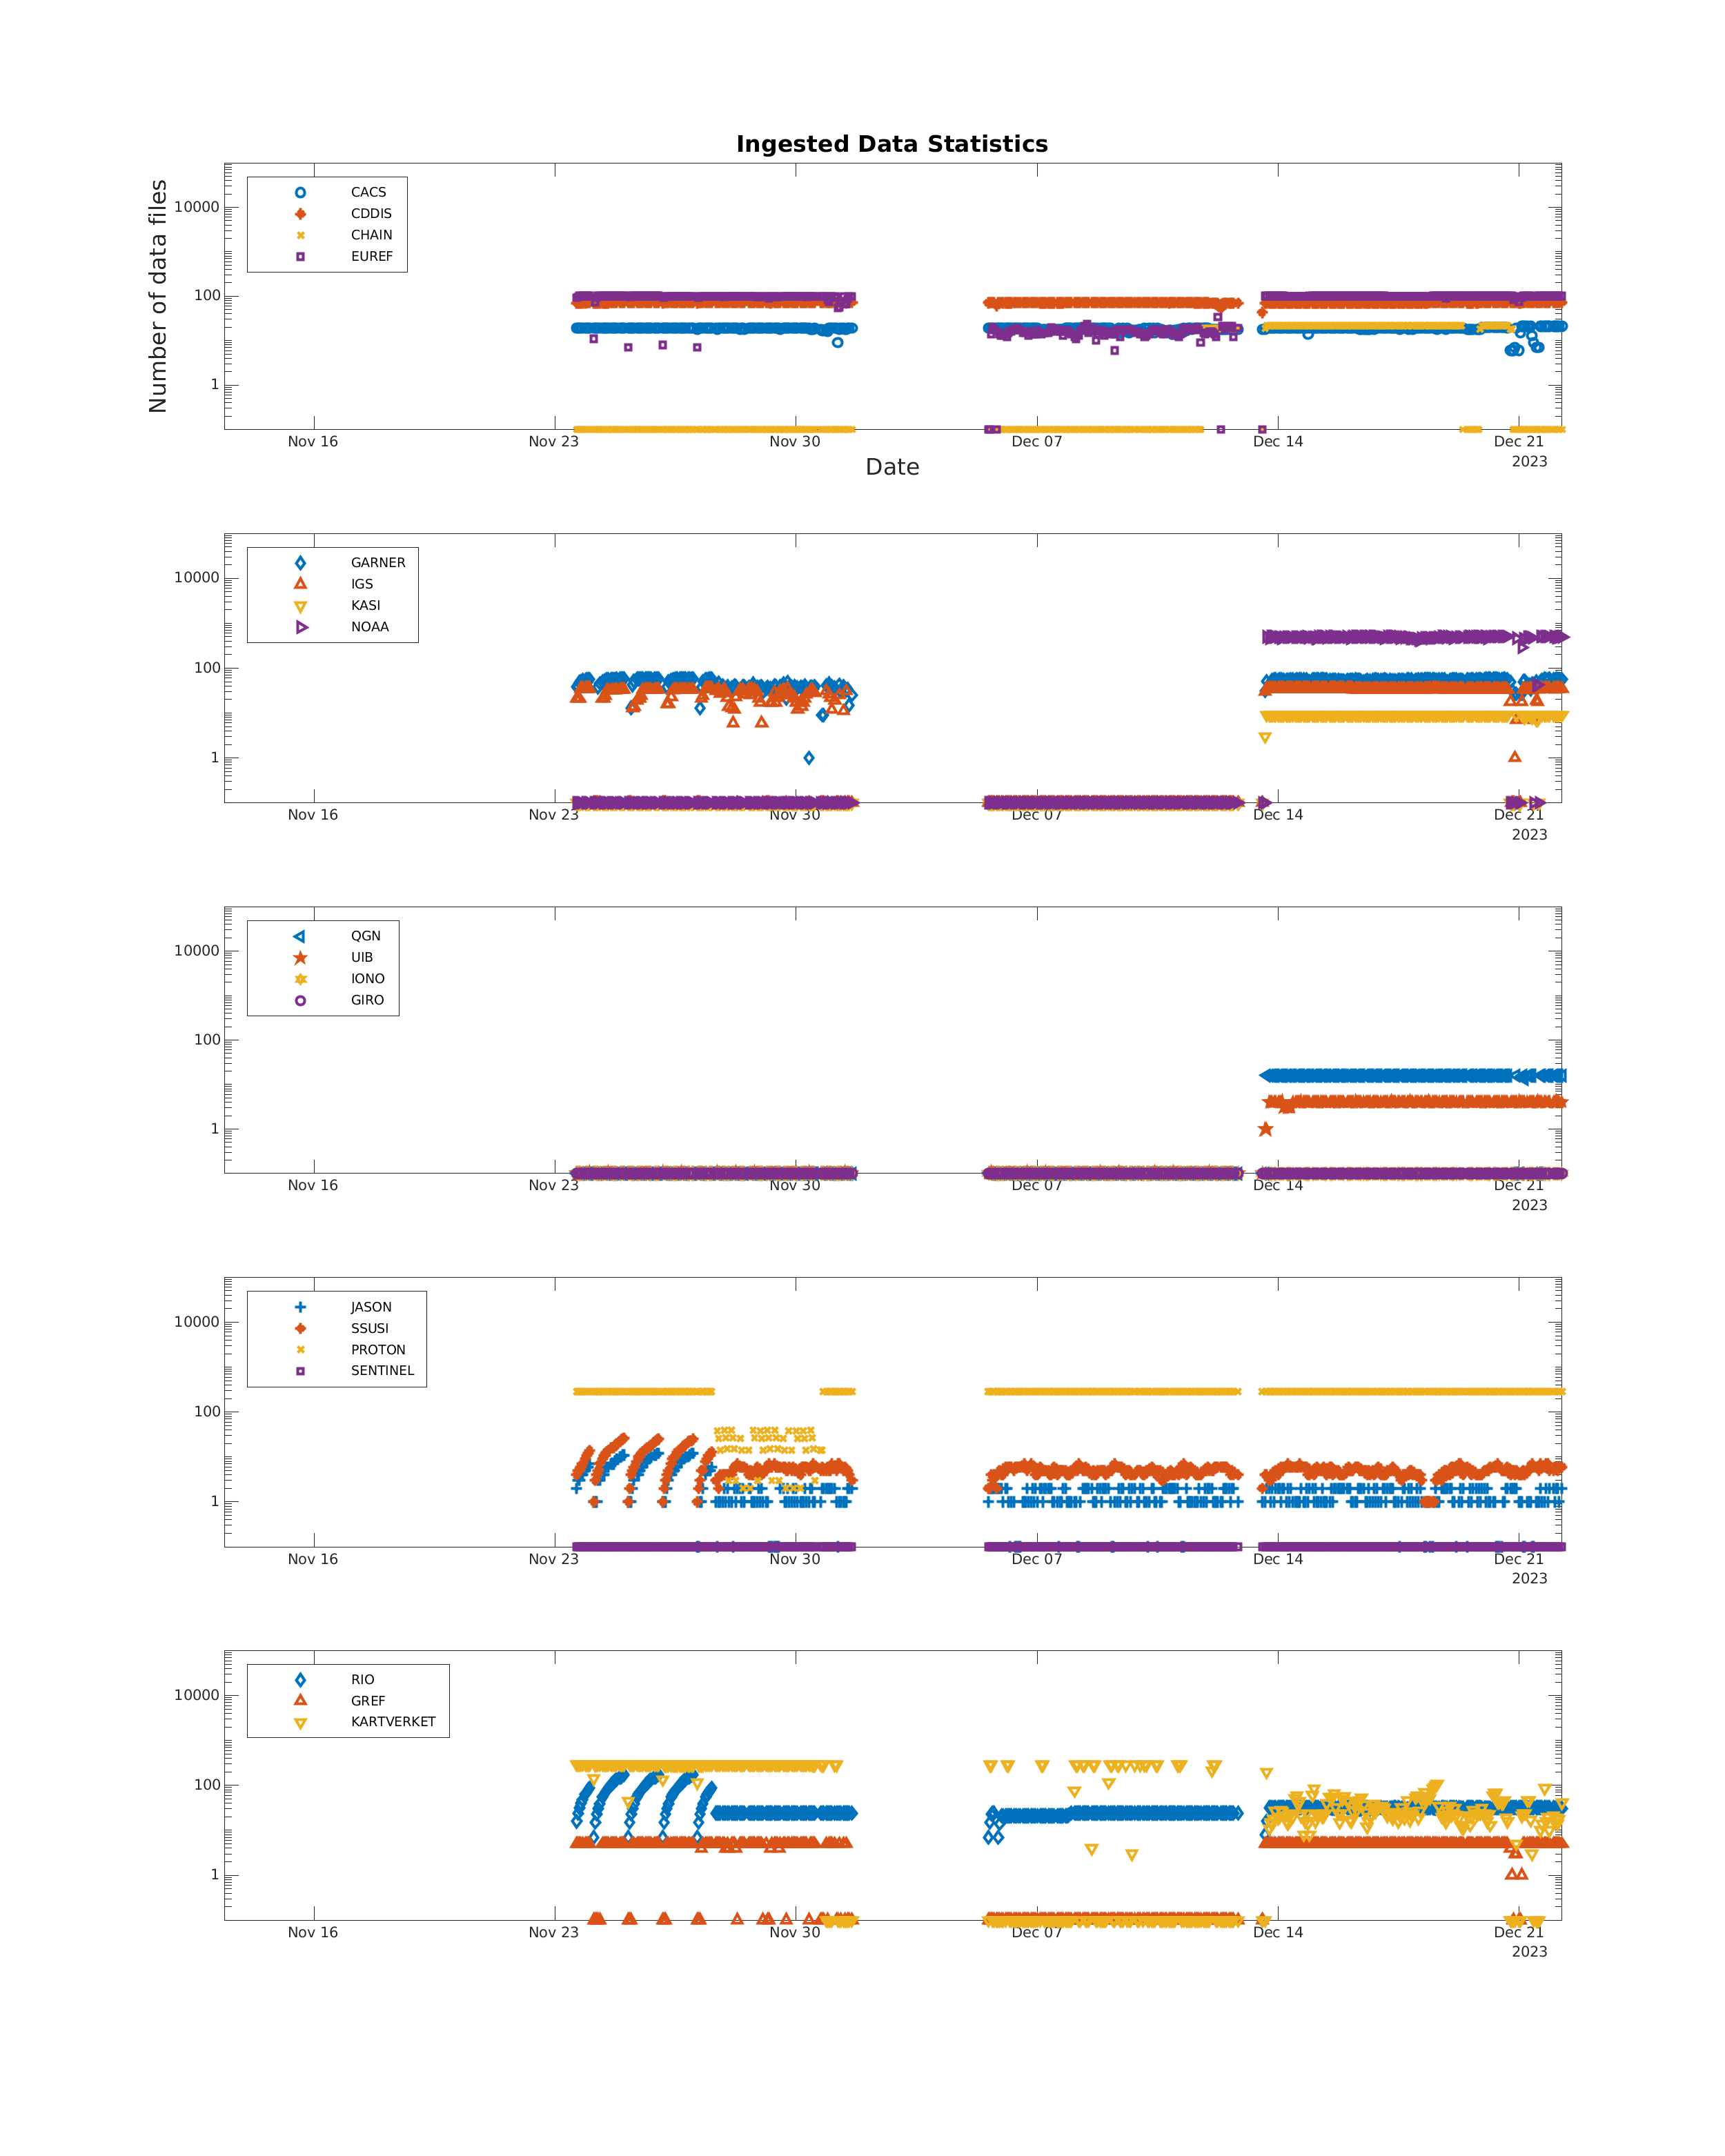 Ingested Data Statistics
Number of data files
10000
100
1
CACS
CDDIS
CHAIN
EUREF
Nov 16
Nov 23
Nov 30
Dec 07
Dec 14
Dec 21
2023
Date
10000
100
1
GARNER
IGS
KASI
NOAA
Nov 16
Nov 23
Nov 30
Dec 07
Dec 14
Dec 21
2023
10000
100
1
QGN
UIB
IONO
GIRO
Nov 16
Nov 23
Nov 30
Dec 07
Dec 14
Dec 21
2023
10000
100
1
JASON
SSUSI
PROTON
SENTINEL
Nov 16
Nov 23
Nov 30
Dec 07
Dec 14
Dec 21
2023
10000
100
1
RIO
GREF
KARTVERKET
Nov 16
Nov 23
Nov 30
Dec 07
Dec 14
Dec 21
2023